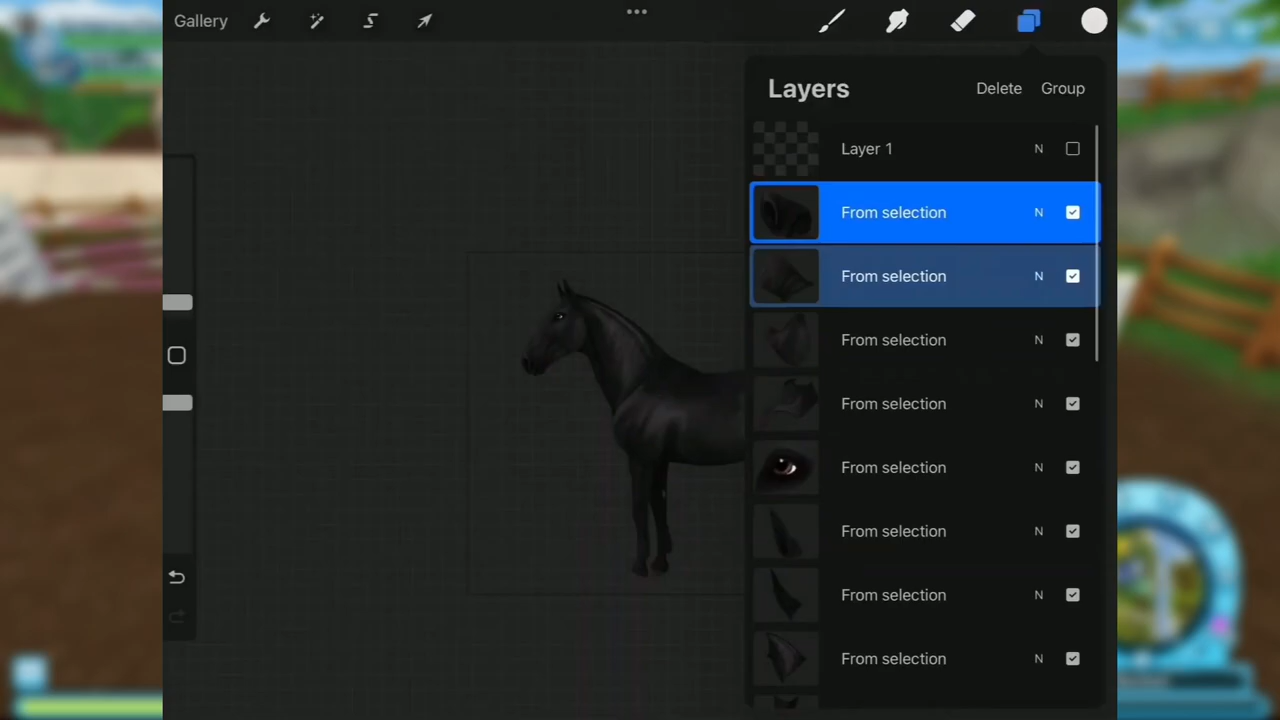 Gallery
Layers
Delete
Group
Layer 1
N
From selection
N
From selection
N
From selection
N
From selection
N
From selection
N
From selection
N
From selection
N
From selection
N